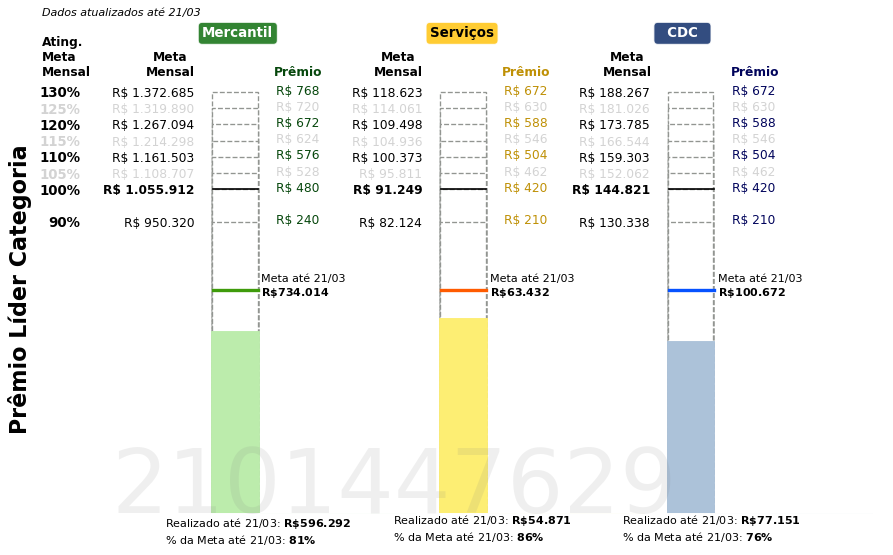 Dados atualizados até 21/03
Mercantil Serviços CDC
Ating. Meta Mensal Meta Mensal Prêmio Meta Mensal Prêmio Meta Mensal Prêmio
130% R$ 1.372.685 R$ 768 R$ 118.623 R$ 672 R$ 188.267 R$ 672
125% R$ 1.319.890 R$ 720 R$ 114.061 R$ 630 R$ 181.026 R$ 630
120% R$ 1.267.094 R$ 672 R$ 109.498 R$ 588 R$ 173.785 R$ 588
115% R$ 1.214.298 R$ 624 R$ 104.936 R$ 546 R$ 166.544 R$ 546
110% R$ 1.161.503 R$ 576 R$ 100.373 R$ 504 R$ 159.303 R$ 504
105% R$ 1.108.707 R$ 528 R$ 95.811 R$ 462 R$ 152.062 R$ 462
100% R$ 1.055.912 R$ 480 R$ 91.249 R$ 420 R$ 144.821 R$ 420
90% R$ 950.320 R$ 240 R$ 82.124 R$ 210 R$ 130.338 R$ 210
Prêmio Líder Categoria
Meta até 21/03 Meta até 21/03 Meta até 21/03
R$734.014 R$63.432 R$100.672
2101447629
Realizado até 21/03: R$596.292 Realizado até 21/03: R$54.871 Realizado até 21/03: R$77.151
% da Meta até 21/03: 81% % da Meta até 21/03: 86% % da Meta até 21/03: 76%